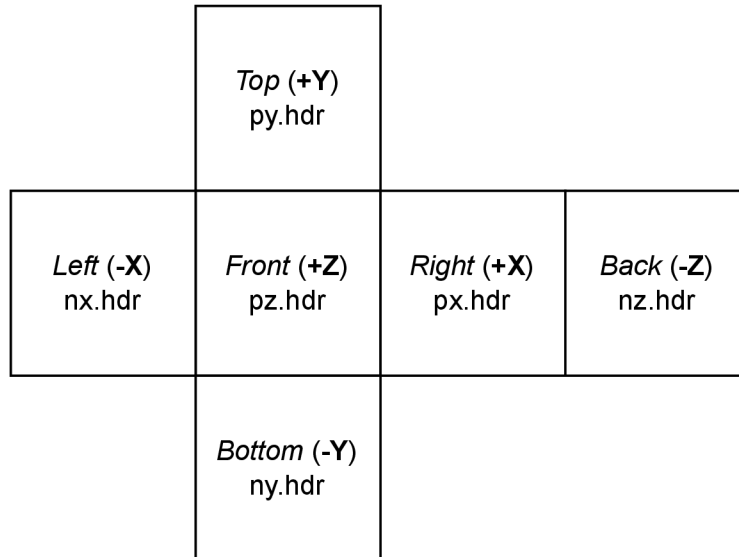 Top (+Y)
py.hdr
Left (-X)
nx.hdr
Front (+Z)
pz.hdr
Right (+X)
px.hdr
Back (-Z)
nz.hdr
Bottom (-Y)
ny.hdr